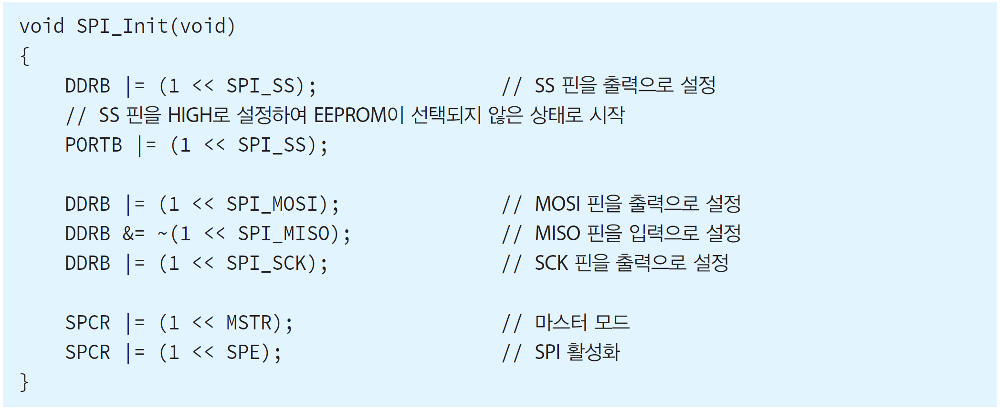 void SPI_Init(void)
{
    DDRB |= (1 << SPI_SS);                // SS 핀을 출력으로 설정
    // SS 핀을 HIGH로 설정하여 EEPROM이 선택되지 않은 상태로 시작
    PORTB |= (1 << SPI_SS);

    DDRB |= (1 << SPI_MOSI);              // MOSI 핀을 출력으로 설정
    DDRB &= ~(1 << SPI_MISO);             // MISO 핀을 입력으로 설정
    DDRB |= (1 << SPI_SCK);               // SCK 핀을 출력으로 설정

    SPCR |= (1 << MSTR);                  // 마스터 모드
    SPCR |= (1 << SPE);                   // SPI 활성화
}